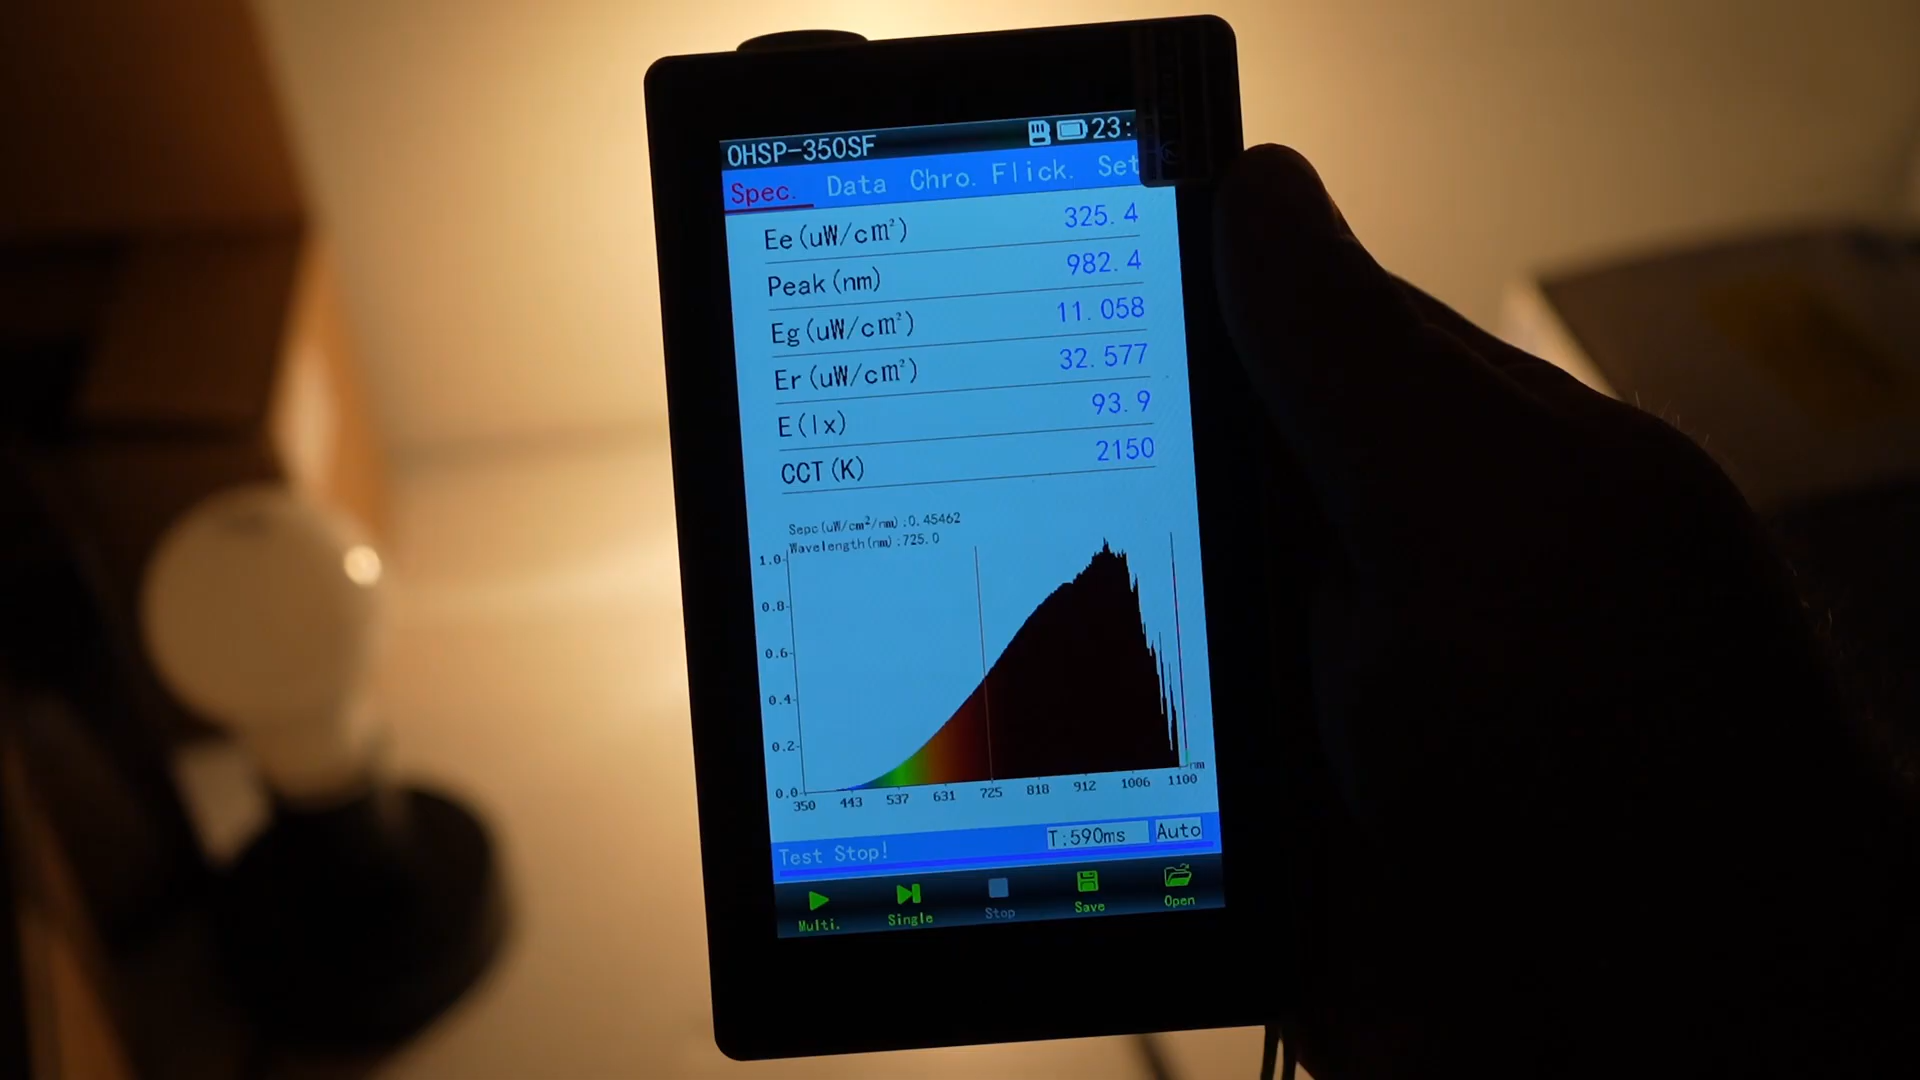 OHSP-350SF 23:
Spec. Data Chro. Flick. Set
Ee(uW/cm²) 325.4
Peak(nm) 982.4
Eg(uW/cm²) 11.058
Er(uW/cm²) 32.577
E(lx) 93.9
CCT(K) 2150
Sepc(uW/cm²/nm):0.45462
Wavelength(nm):725.0
1.0
0.8
0.6
0.4
0.2
0.0
350 443 537 631 725 818 912 1006 1100 nm
Test Stop! T:590ms Auto
Multi. Single Stop Save Open